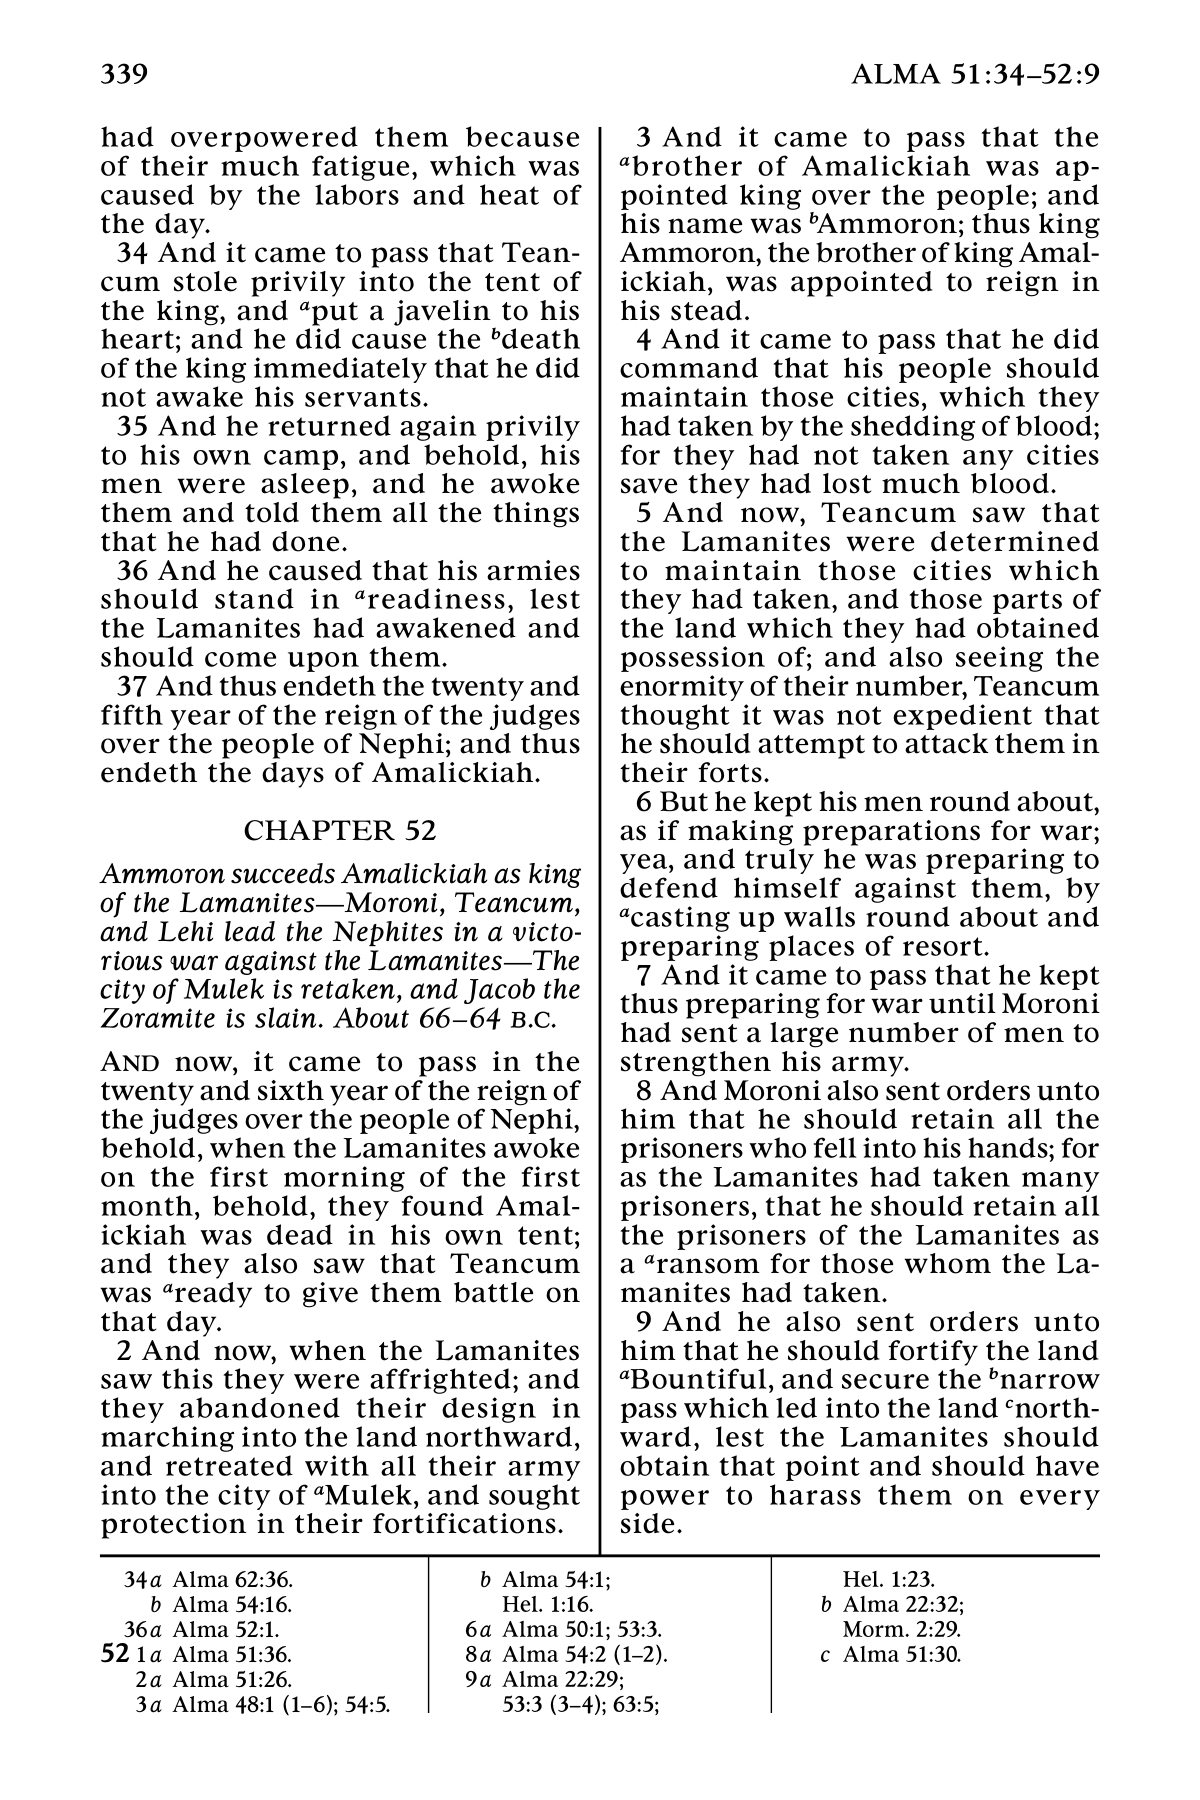 339
ALMA 51:34–52:9
had overpowered them because
of their much fatigue, which was
caused by the labors and heat of
the day.
34 And it came to pass that Tean-
cum stole privily into the tent of
the king, and aput a javelin to his
heart; and he did cause the bdeath
of the king immediately that he did
not awake his servants.
35 And he returned again privily
to his own camp, and behold, his
men were asleep, and he awoke
them and told them all the things
that he had done.
36 And he caused that his armies
should stand in areadiness, lest
the Lamanites had awakened and
should come upon them.
37 And thus endeth the twenty and
fifth year of the reign of the judges
over the people of Nephi; and thus
endeth the days of Amalickiah.
CHAPTER 52
Ammoron succeeds Amalickiah as king
of the Lamanites—Moroni, Teancum,
and Lehi lead the Nephites in a victo-
rious war against the Lamanites—The
city of Mulek is retaken, and Jacob the
Zoramite is slain. About 66–64 B.C.
AND now, it came to pass in the
twenty and sixth year of the reign of
the judges over the people of Nephi,
behold, when the Lamanites awoke
on the first morning of the first
month, behold, they found Amal-
ickiah was dead in his own tent;
and they also saw that Teancum
was aready to give them battle on
that day.
2 And now, when the Lamanites
saw this they were affrighted; and
they abandoned their design in
marching into the land northward,
and retreated with all their army
into the city of aMulek, and sought
protection in their fortifications.
3 And it came to pass that the
abrother of Amalickiah was ap-
pointed king over the people; and
his name was bAmmoron; thus king
Ammoron, the brother of king Amal-
ickiah, was appointed to reign in
his stead.
4 And it came to pass that he did
command that his people should
maintain those cities, which they
had taken by the shedding of blood;
for they had not taken any cities
save they had lost much blood.
5 And now, Teancum saw that
the Lamanites were determined
to maintain those cities which
they had taken, and those parts of
the land which they had obtained
possession of; and also seeing the
enormity of their number, Teancum
thought it was not expedient that
he should attempt to attack them in
their forts.
6 But he kept his men round about,
as if making preparations for war;
yea, and truly he was preparing to
defend himself against them, by
acasting up walls round about and
preparing places of resort.
7 And it came to pass that he kept
thus preparing for war until Moroni
had sent a large number of men to
strengthen his army.
8 And Moroni also sent orders unto
him that he should retain all the
prisoners who fell into his hands; for
as the Lamanites had taken many
prisoners, that he should retain all
the prisoners of the Lamanites as
a aransom for those whom the La-
manites had taken.
9 And he also sent orders unto
him that he should fortify the land
aBountiful, and secure the bnarrow
pass which led into the land cnorth-
ward, lest the Lamanites should
obtain that point and should have
power to harass them on every
side.
34a Alma 62:36.
b Alma 54:16.
36a Alma 52:1.
52 1a Alma 51:36.
2a Alma 51:26.
3a Alma 48:1 (1–6); 54:5.
b Alma 54:1;
Hel. 1:16.
6a Alma 50:1; 53:3.
8a Alma 54:2 (1–2).
9a Alma 22:29;
53:3 (3–4); 63:5;
Hel. 1:23.
b Alma 22:32;
Morm. 2:29.
c Alma 51:30.